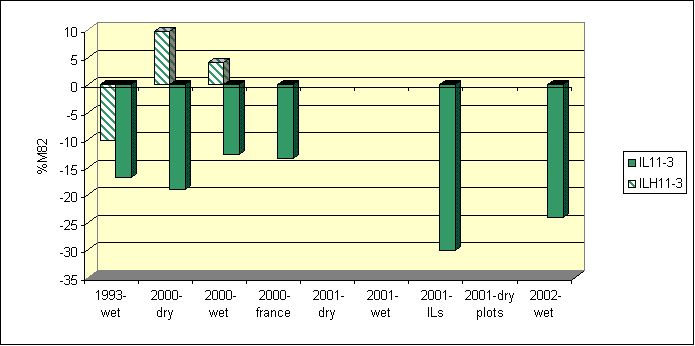 10
5
0
-5
-10
-15
-20
-25
-30
-35
%M82
1993-
wet
2000-
dry
2000-
wet
2000-
france
2001-
dry
2001-
wet
2001-
ILs
2001-dry
plots
2002-
wet
IL11-3
ILH11-3